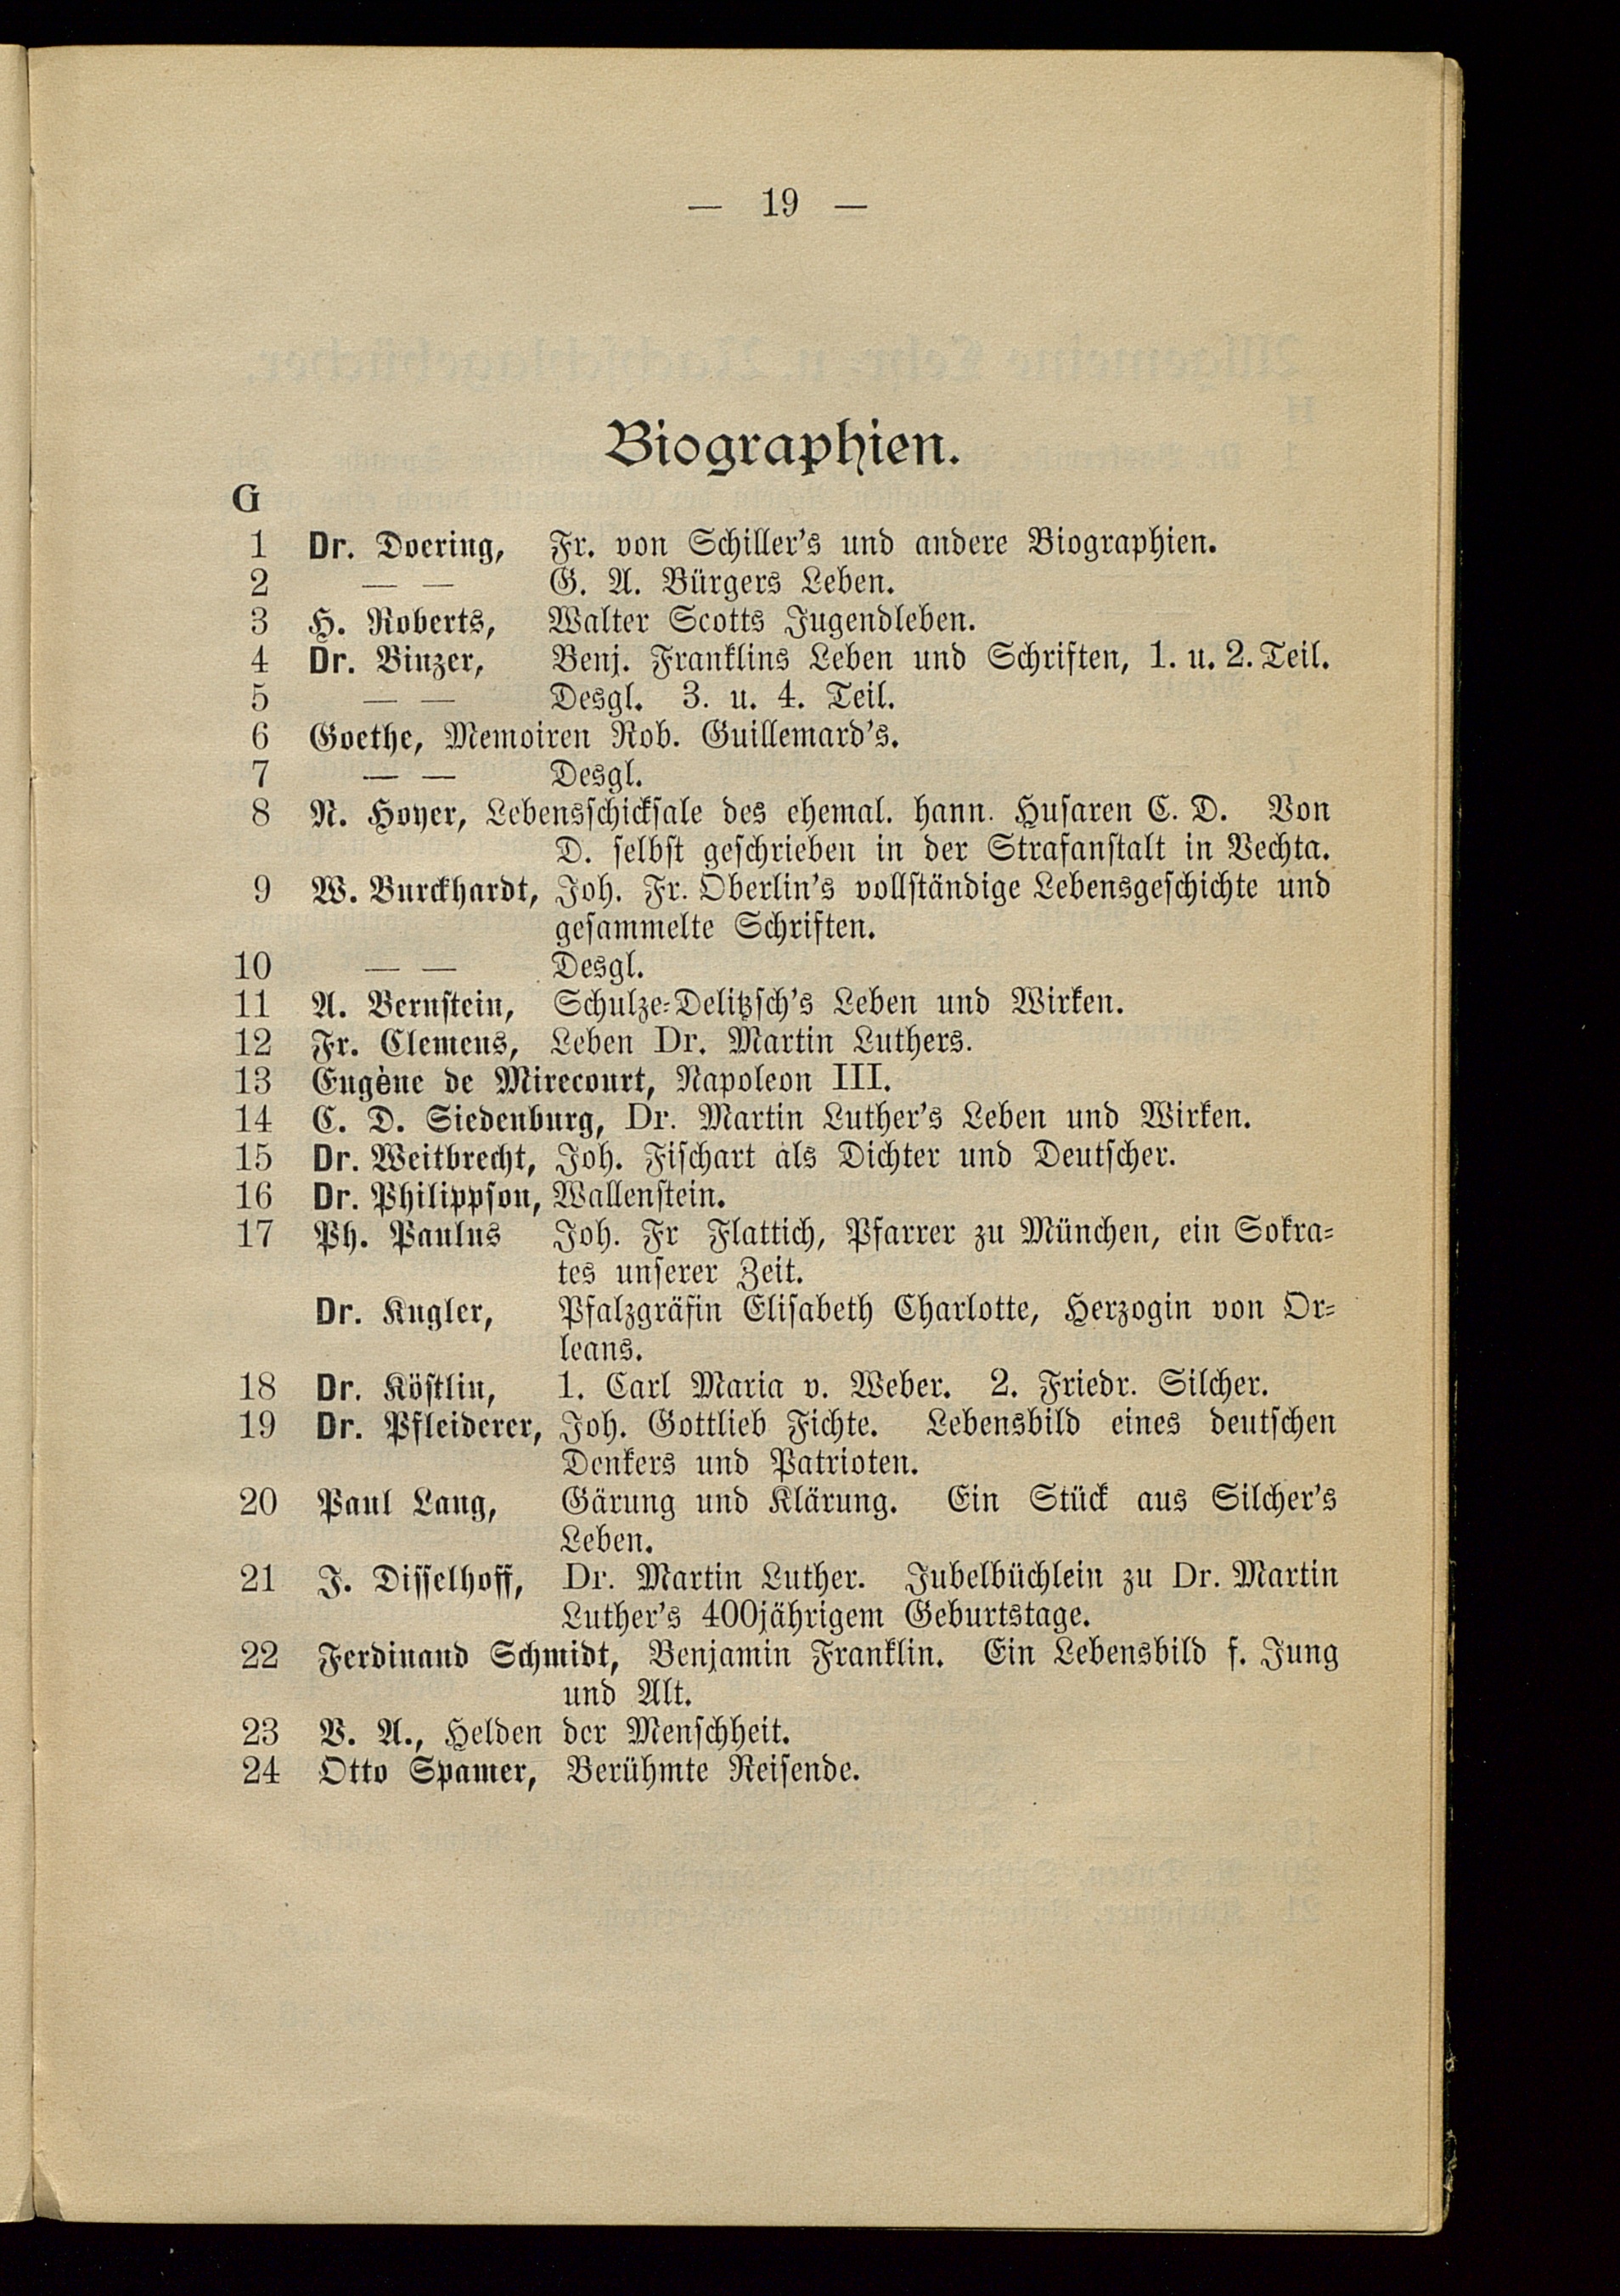 — 19 —
Biographien.
G
1 Dr. Doering, Fr. von Schiller's und andere Biographien.
2 — — G. A. Bürgers Leben.
3 H. Roberts, Walter Scotts Jugendleben.
4 Dr. Binzer, Benj. Franklins Leben und Schriften, 1. u. 2. Teil.
5 — — Desgl. 3. u. 4. Teil.
6 Goethe, Memoiren Rob. Guillemard's.
7 — — Desgl.
8 N. Hoyer, Lebensschicksale des ehemal. hann. Husaren C. D. Von
D. selbst geschrieben in der Strafanstalt in Vechta.
9 W. Burckhardt, Joh. Fr. Oberlin's vollständige Lebensgeschichte und
gesammelte Schriften.
10 — — Desgl.
11 A. Bernstein, Schulze-Delitzsch's Leben und Wirken.
12 Fr. Clemens, Leben Dr. Martin Luthers.
13 Eugène de Mirecourt, Napoleon III.
14 C. D. Siedenburg, Dr. Martin Luther's Leben und Wirken.
15 Dr. Weitbrecht, Joh. Fischart als Dichter und Deutscher.
16 Dr. Philippson, Wallenstein.
17 Ph. Paulus Joh. Fr Flattich, Pfarrer zu München, ein Sokra-
tes unserer Zeit.
Dr. Kugler, Pfalzgräfin Elisabeth Charlotte, Herzogin von Or-
leans.
18 Dr. Köstlin, 1. Carl Maria v. Weber. 2. Friedr. Silcher.
19 Dr. Pfleiderer, Joh. Gottlieb Fichte. Lebensbild eines deutschen
Denkers und Patrioten.
20 Paul Lang, Gärung und Klärung. Ein Stück aus Silcher's
Leben.
21 J. Disselhoff, Dr. Martin Luther. Jubelbüchlein zu Dr. Martin
Luther's 400jährigem Geburtstage.
22 Ferdinand Schmidt, Benjamin Franklin. Ein Lebensbild f. Jung
und Alt.
23 V. A., Helden der Menschheit.
24 Otto Spamer, Berühmte Reisende.